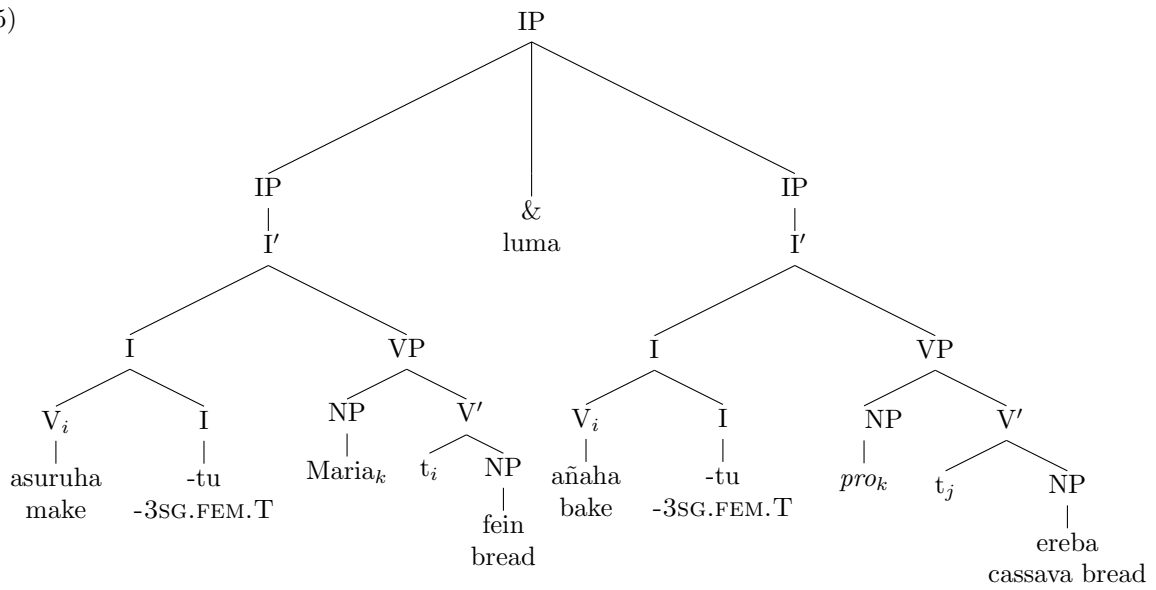 5)
IP
IP IP
&
luma
I′ I′
I VP I VP
V_i I NP V′ V_i I NP V′
asuruha -tu Maria_k t_i NP añaha -tu pro_k t_j NP
make -3SG.FEM.T bake -3SG.FEM.T
fein ereba
bread cassava bread